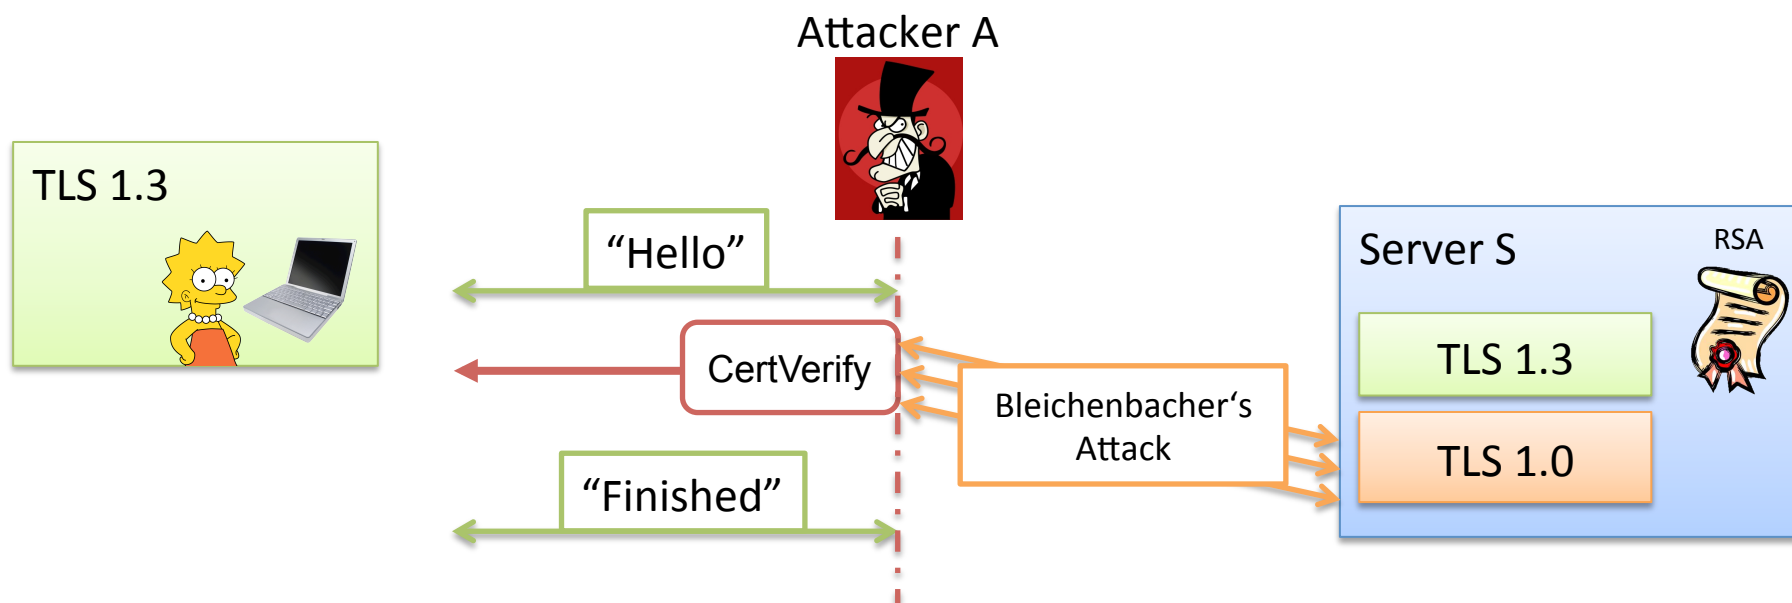 Attacker A
TLS 1.3
“Hello”
Server S
RSA
CertVerify
TLS 1.3
Bleichenbacher‘s
Attack
TLS 1.0
“Finished”